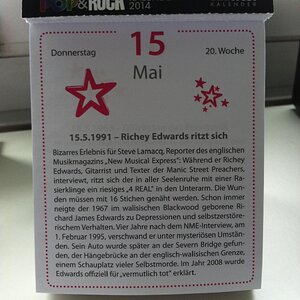 POP & ROCK
2014
KALENDER
Donnerstag
15
20. Woche
Mai
15.5.1991 – Richey Edwards ritzt sich
Bizarres Erlebnis für Steve Lamacq, Reporter des englischen
Musikmagazins „New Musical Express“: Während er Richey
Edwards, Gitarrist und Texter der Manic Street Preachers,
interviewt, ritzt sich der in aller Seelenruhe mit einer Ra-
sierklinge ein riesiges „4 REAL“ in den Unterarm. Die Wun-
den müssen mit 16 Stichen genäht werden. Schon immer
neigte der 1967 im walisischen Blackwood geborene Ri-
chard James Edwards zu Depressionen und selbstzerstöre-
rischem Verhalten. Vier Jahre nach dem NME-Interview, am
1. Februar 1995, verschwand er unter mysteriösen Umstän-
den. Sein Auto wurde später an der Severn Bridge gefun-
den, der Hängebrücke an der englisch-walisischen Grenze,
einem Schauplatz vieler Selbstmorde. Im Jahr 2008 wurde
Edwards offiziell für „vermutlich tot“ erklärt.